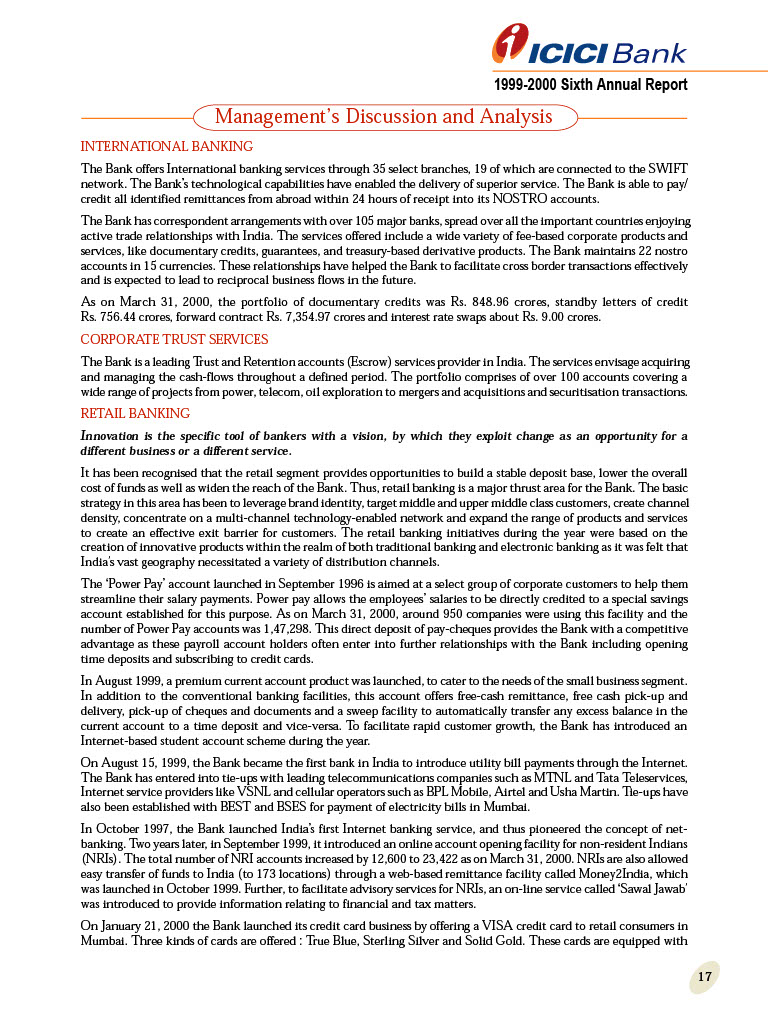 ICICI Bank
1999-2000 Sixth Annual Report
Management's Discussion and Analysis
INTERNATIONAL BANKING
The Bank offers International banking services through 35 select branches, 19 of which are connected to the SWIFT
network. The Bank's technological capabilities have enabled the delivery of superior service. The Bank is able to pay/
credit all identified remittances from abroad within 24 hours of receipt into its NOSTRO accounts.
The Bank has correspondent arrangements with over 105 major banks, spread over all the important countries enjoying
active trade relationships with India. The services offered include a wide variety of fee-based corporate products and
services, like documentary credits, guarantees, and treasury-based derivative products. The Bank maintains 22 nostro
accounts in 15 currencies. These relationships have helped the Bank to facilitate cross border transactions effectively
and is expected to lead to reciprocal business flows in the future.
As on March 31, 2000, the portfolio of documentary credits was Rs. 848.96 crores, standby letters of credit
Rs. 756.44 crores, forward contract Rs. 7,354.97 crores and interest rate swaps about Rs. 9.00 crores.
CORPORATE TRUST SERVICES
The Bank is a leading Trust and Retention accounts (Escrow) services provider in India. The services envisage acquiring
and managing the cash-flows throughout a defined period. The portfolio comprises of over 100 accounts covering a
wide range of projects from power, telecom, oil exploration to mergers and acquisitions and securitisation transactions.
RETAIL BANKING
Innovation is the specific tool of bankers with a vision, by which they exploit change as an opportunity for a
different business or a different service.
It has been recognised that the retail segment provides opportunities to build a stable deposit base, lower the overall
cost of funds as well as widen the reach of the Bank. Thus, retail banking is a major thrust area for the Bank. The basic
strategy in this area has been to leverage brand identity, target middle and upper middle class customers, create channel
density, concentrate on a multi-channel technology-enabled network and expand the range of products and services
to create an effective exit barrier for customers. The retail banking initiatives during the year were based on the
creation of innovative products within the realm of both traditional banking and electronic banking as it was felt that
India's vast geography necessitated a variety of distribution channels.
The 'Power Pay' account launched in September 1996 is aimed at a select group of corporate customers to help them
streamline their salary payments. Power pay allows the employees' salaries to be directly credited to a special savings
account established for this purpose. As on March 31, 2000, around 950 companies were using this facility and the
number of Power Pay accounts was 1,47,298. This direct deposit of pay-cheques provides the Bank with a competitive
advantage as these payroll account holders often enter into further relationships with the Bank including opening
time deposits and subscribing to credit cards.
In August 1999, a premium current account product was launched, to cater to the needs of the small business segment.
In addition to the conventional banking facilities, this account offers free-cash remittance, free cash pick-up and
delivery, pick-up of cheques and documents and a sweep facility to automatically transfer any excess balance in the
current account to a time deposit and vice-versa. To facilitate rapid customer growth, the Bank has introduced an
Internet-based student account scheme during the year.
On August 15, 1999, the Bank became the first bank in India to introduce utility bill payments through the Internet.
The Bank has entered into tie-ups with leading telecommunications companies such as MTNL and Tata Teleservices,
Internet service providers like VSNL and cellular operators such as BPL Mobile, Airtel and Usha Martin. Tie-ups have
also been established with BEST and BSES for payment of electricity bills in Mumbai.
In October 1997, the Bank launched India's first Internet banking service, and thus pioneered the concept of net-
banking. Two years later, in September 1999, it introduced an online account opening facility for non-resident Indians
(NRIs). The total number of NRI accounts increased by 12,600 to 23,422 as on March 31, 2000. NRIs are also allowed
easy transfer of funds to India (to 173 locations) through a web-based remittance facility called Money2India, which
was launched in October 1999. Further, to facilitate advisory services for NRIs, an on-line service called 'Sawal Jawab'
was introduced to provide information relating to financial and tax matters.
On January 21, 2000 the Bank launched its credit card business by offering a VISA credit card to retail consumers in
Mumbai. Three kinds of cards are offered : True Blue, Sterling Silver and Solid Gold. These cards are equipped with
17